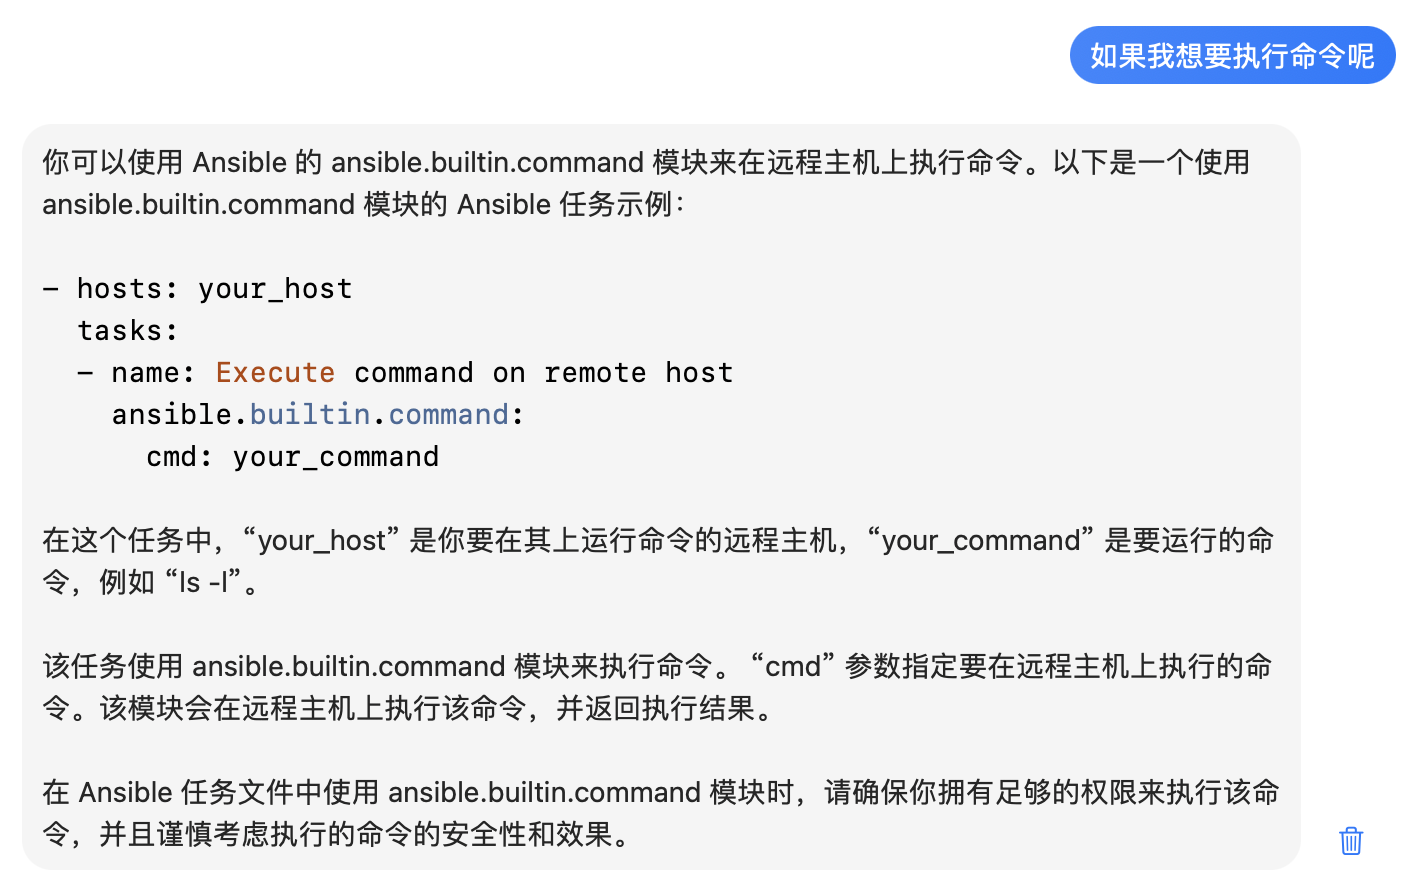 如果我想要执行命令呢
你可以使用 Ansible 的 ansible.builtin.command 模块来在远程主机上执行命令。以下是一个使用
ansible.builtin.command 模块的 Ansible 任务示例：
- hosts: your_host
  tasks:
  - name: Execute command on remote host
    ansible.builtin.command:
      cmd: your_command
在这个任务中，“your_host” 是你要在其上运行命令的远程主机，“your_command” 是要运行的命
令，例如 “ls -l”。
该任务使用 ansible.builtin.command 模块来执行命令。 “cmd” 参数指定要在远程主机上执行的命
令。该模块会在远程主机上执行该命令，并返回执行结果。
在 Ansible 任务文件中使用 ansible.builtin.command 模块时，请确保你拥有足够的权限来执行该命
令，并且谨慎考虑执行的命令的安全性和效果。